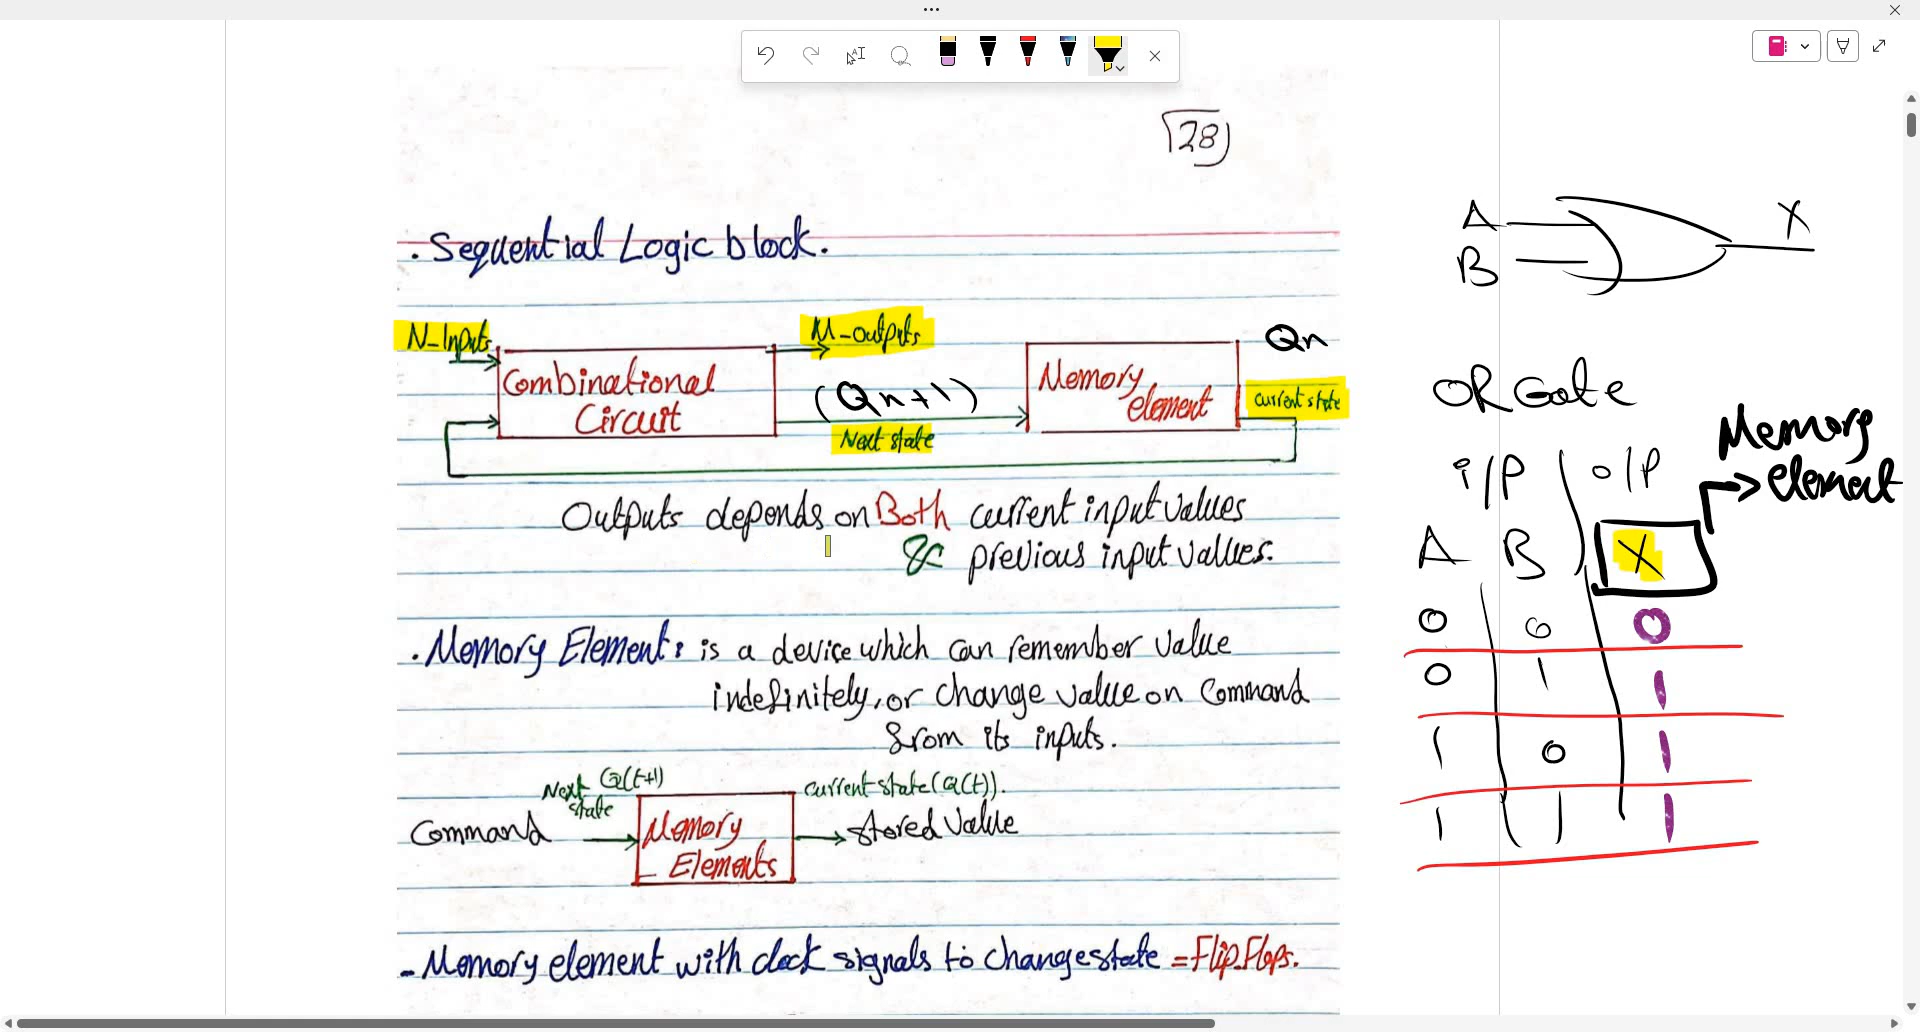 28
. Sequential Logic block.
N-Inputs
M-outputs
Qn
Combinational
Circuit
(Qn+1)
Next state
Memory
element
current state
Outputs depends on Both current input values
& previous input values.
. Memory Element: is a device which can remember value
indefinitely, or change value on Command
from its inputs.
Next Q(t+1)
state
current state (Q(t)).
Command
Memory
Elements
stored value
- Memory element with clock signals to change state = Flip-Flops.
A
B
X
OR Gate
Memory
element
i/P o/P
A B X
0 0 0
0 1 1
1 0 1
1 1 1